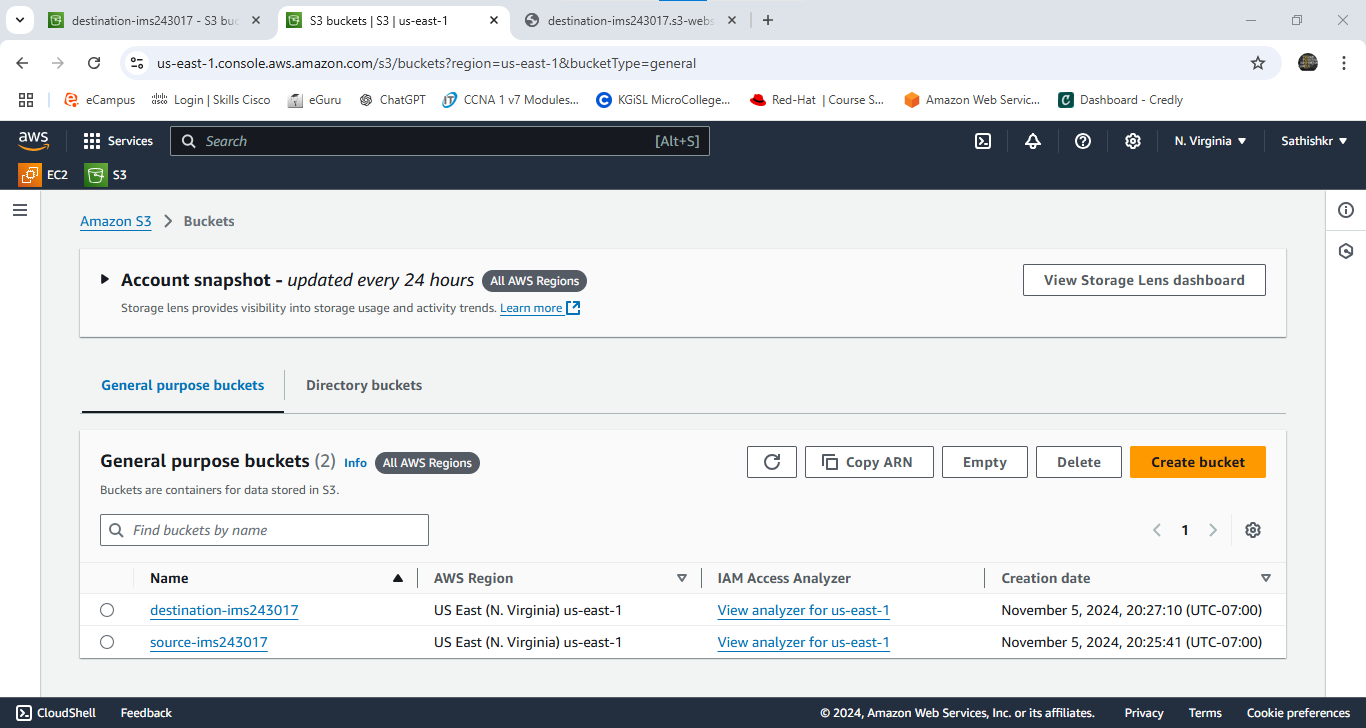 destination-ims243017 - S3 buc
S3 buckets | S3 | us-east-1
destination-ims243017.s3-webs
us-east-1.console.aws.amazon.com/s3/buckets?region=us-east-1&bucketType=general
eCampus
Login | Skills Cisco
eGuru
ChatGPT
CCNA 1 v7 Modules...
KGiSL MicroCollege...
Red-Hat | Course S...
Amazon Web Servic...
Dashboard - Credly
aws
Services
Search
[Alt+S]
N. Virginia
Sathishkr
EC2
S3
Amazon S3
Buckets
Account snapshot - updated every 24 hours
All AWS Regions
View Storage Lens dashboard
Storage lens provides visibility into storage usage and activity trends. Learn more
General purpose buckets
Directory buckets
General purpose buckets (2)
Info
All AWS Regions
Copy ARN
Empty
Delete
Create bucket
Buckets are containers for data stored in S3.
Find buckets by name
1
Name
AWS Region
IAM Access Analyzer
Creation date
destination-ims243017
US East (N. Virginia) us-east-1
View analyzer for us-east-1
November 5, 2024, 20:27:10 (UTC-07:00)
source-ims243017
US East (N. Virginia) us-east-1
View analyzer for us-east-1
November 5, 2024, 20:25:41 (UTC-07:00)
CloudShell
Feedback
© 2024, Amazon Web Services, Inc. or its affiliates.
Privacy
Terms
Cookie preferences